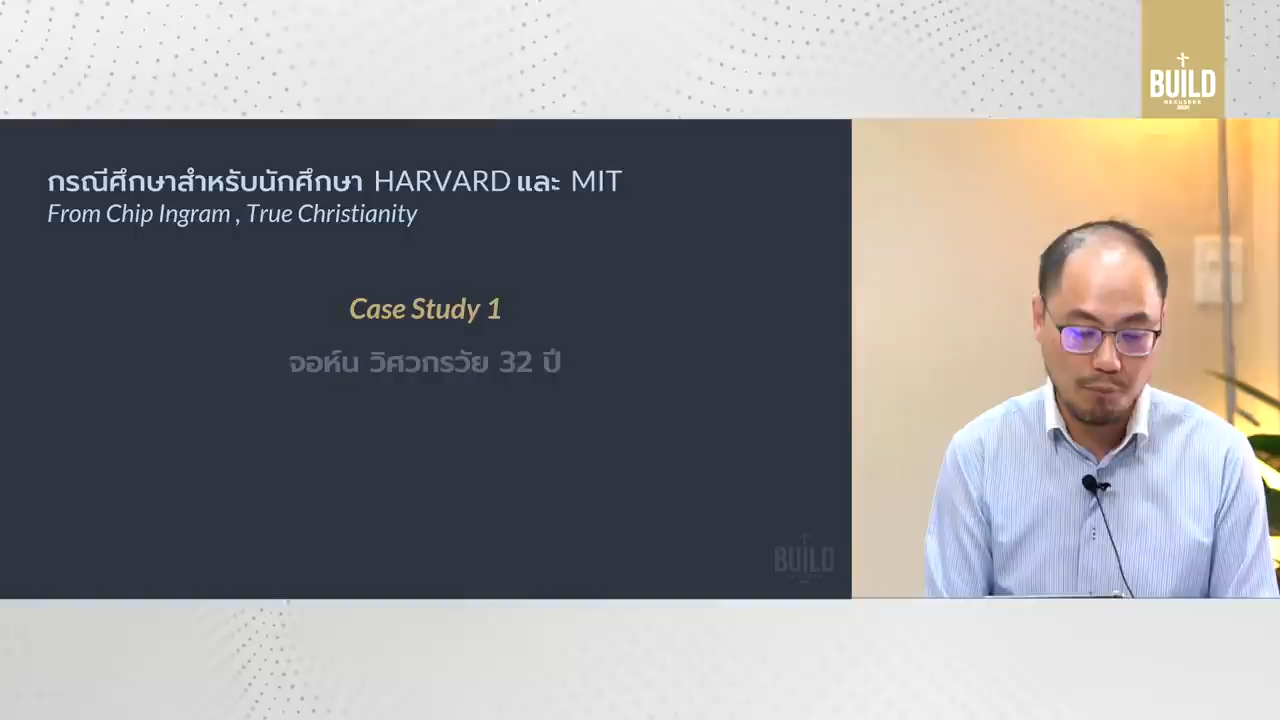 BUILD
NEXUSBKK
กรณีศึกษาสำหรับนักศึกษา HARVARD และ MIT
From Chip Ingram , True Christianity
Case Study 1
จอห์น วิศวกรวัย 32 ปี
BUILD